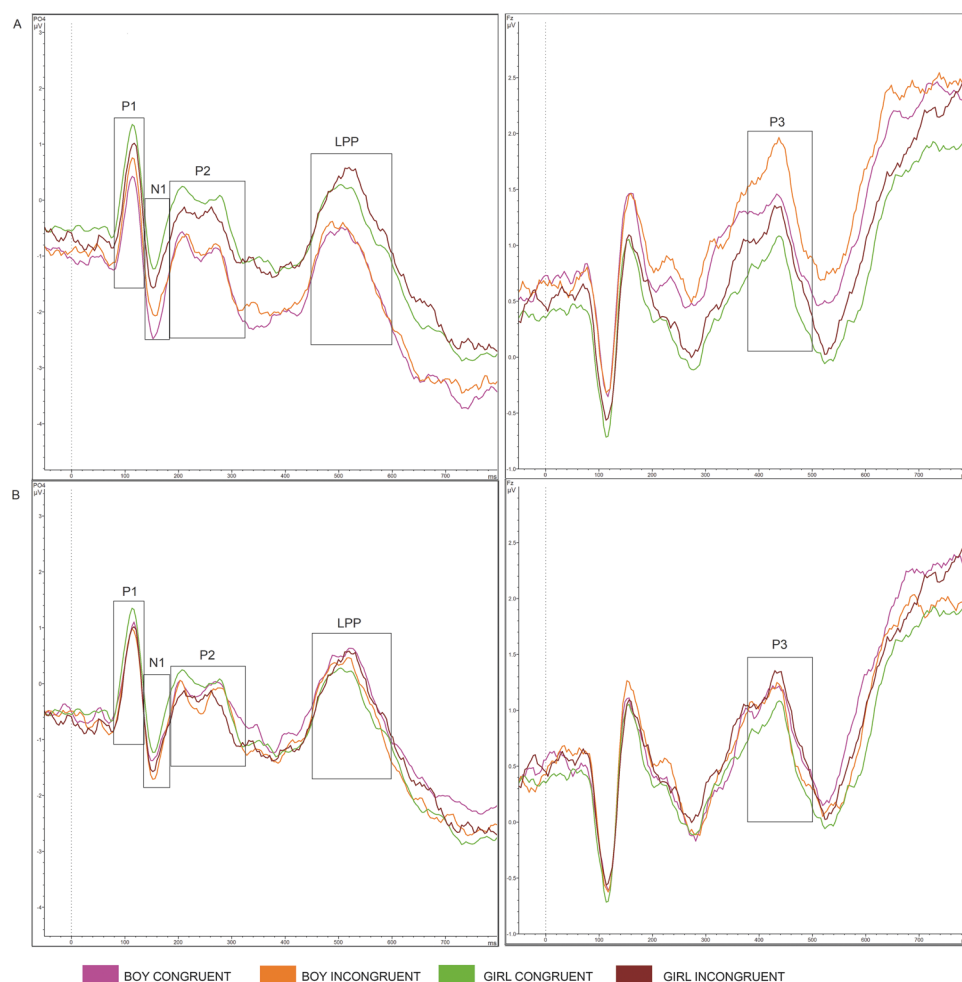 A
PO4
µV
3
2
1
0
-1
-2
-3
-4
P1
N1
P2
LPP
0 100 200 300 400 500 600 700 ms
Fz
µV
2.5
2.0
1.5
1.0
0.5
0.0
-0.5
-1.0
P3
0 100 200 300 400 500 600 700
B
PO4
µV
3
2
1
0
-1
-2
-3
-4
P1
N1
P2
LPP
0 100 200 300 400 500 600 700 ms
Fz
µV
2.5
2.0
1.5
1.0
0.5
0.0
-0.5
-1.0
P3
0 100 200 300 400 500 600 700
BOY CONGRUENT BOY INCONGRUENT GIRL CONGRUENT GIRL INCONGRUENT